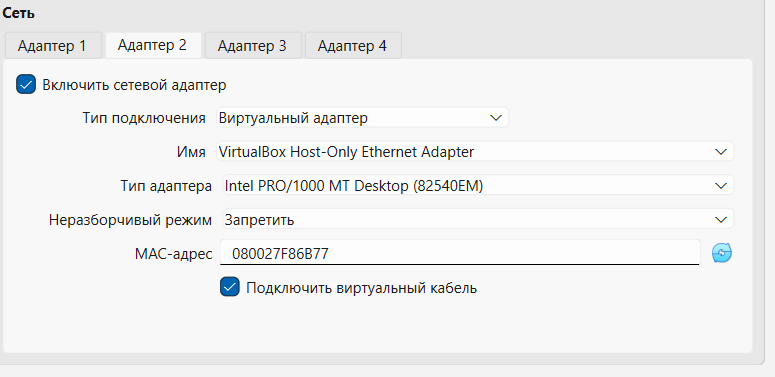 Сеть
Адаптер 1 Адаптер 2 Адаптер 3 Адаптер 4
Включить сетевой адаптер
Тип подключения Виртуальный адаптер
Имя VirtualBox Host-Only Ethernet Adapter
Тип адаптера Intel PRO/1000 MT Desktop (82540EM)
Неразборчивый режим Запретить
MAC-адрес 080027F86B77
Подключить виртуальный кабель